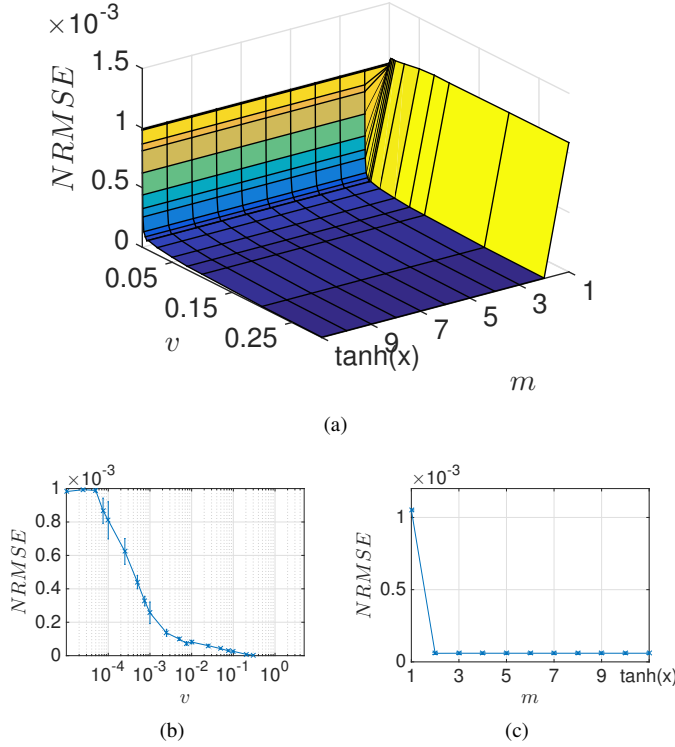 ×10⁻³
1.5
1
0.5
0
NRMSE
0.05
0.15
0.25
v
tanh(x)
9
7
5
3
1
m
(a)
×10⁻³
1
0.8
0.6
0.4
0.2
0
NRMSE
10⁻⁴ 10⁻³ 10⁻² 10⁻¹ 10⁰
v
(b)
×10⁻³
1
0.5
0
NRMSE
1 3 5 7 9 tanh(x)
m
(c)